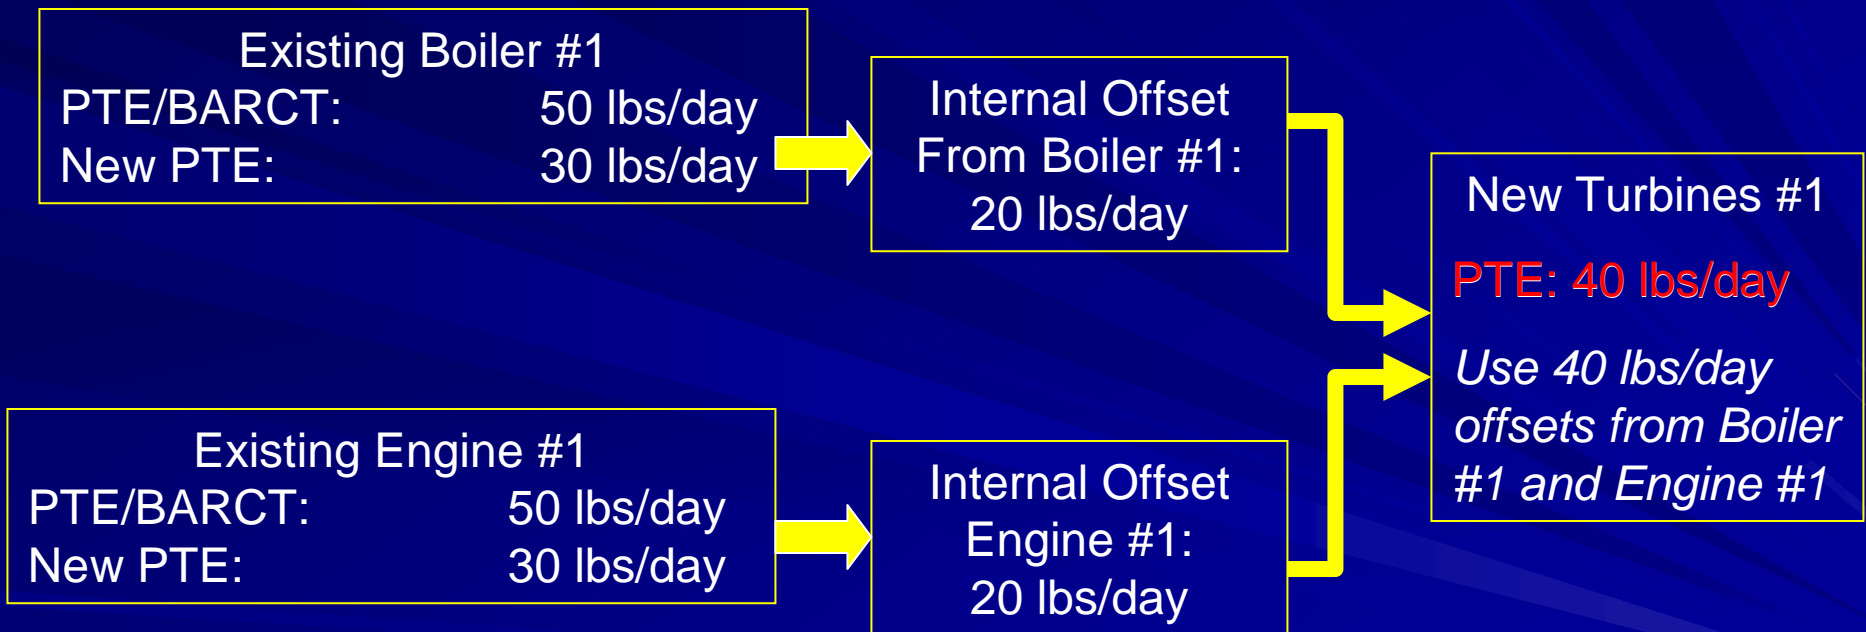 Existing Boiler #1
PTE/BARCT: 50 lbs/day
New PTE: 30 lbs/day
Internal Offset
From Boiler #1:
20 lbs/day
Existing Engine #1
PTE/BARCT: 50 lbs/day
New PTE: 30 lbs/day
Internal Offset
Engine #1:
20 lbs/day
New Turbines #1
PTE: 40 lbs/day
Use 40 lbs/day
offsets from Boiler
#1 and Engine #1